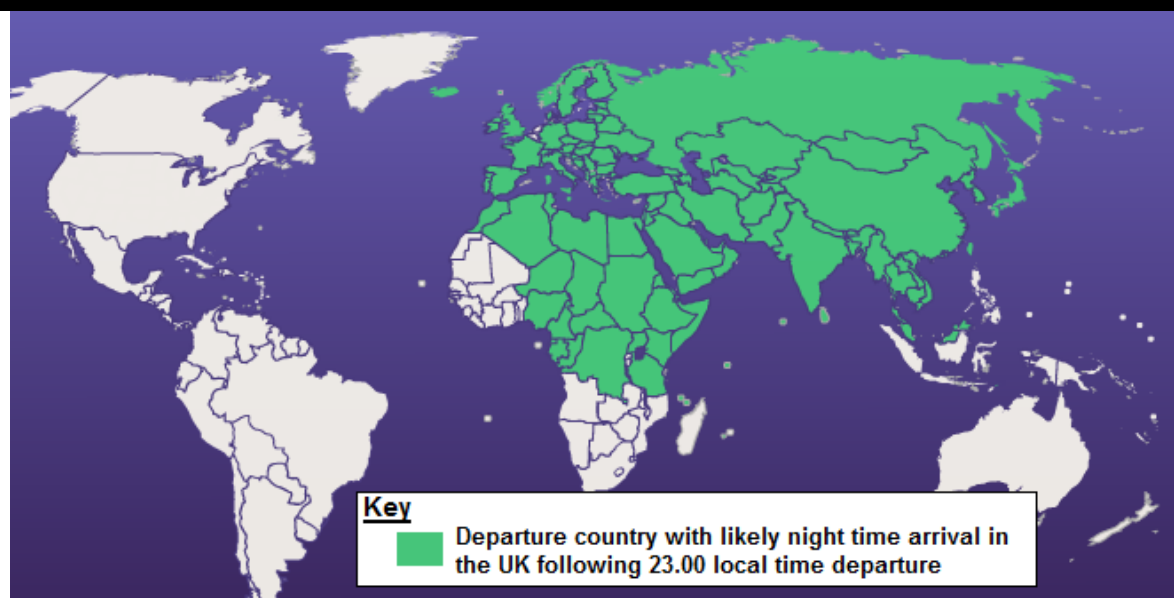 Key
Departure country with likely night time arrival in
the UK following 23.00 local time departure